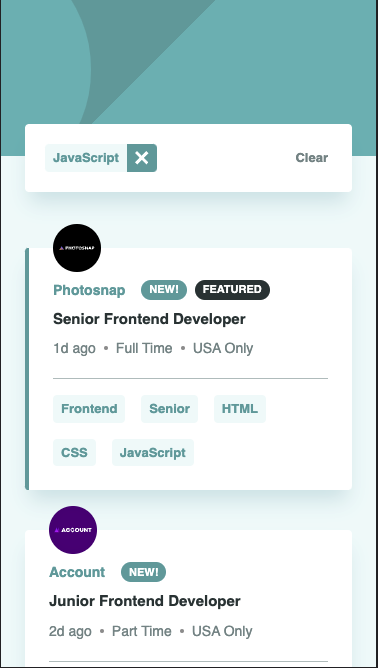 JavaScript Clear
PHOTOSNAP
Photosnap NEW! FEATURED
Senior Frontend Developer
1d ago • Full Time • USA Only
Frontend Senior HTML
CSS JavaScript
ACCOUNT
Account NEW!
Junior Frontend Developer
2d ago • Part Time • USA Only